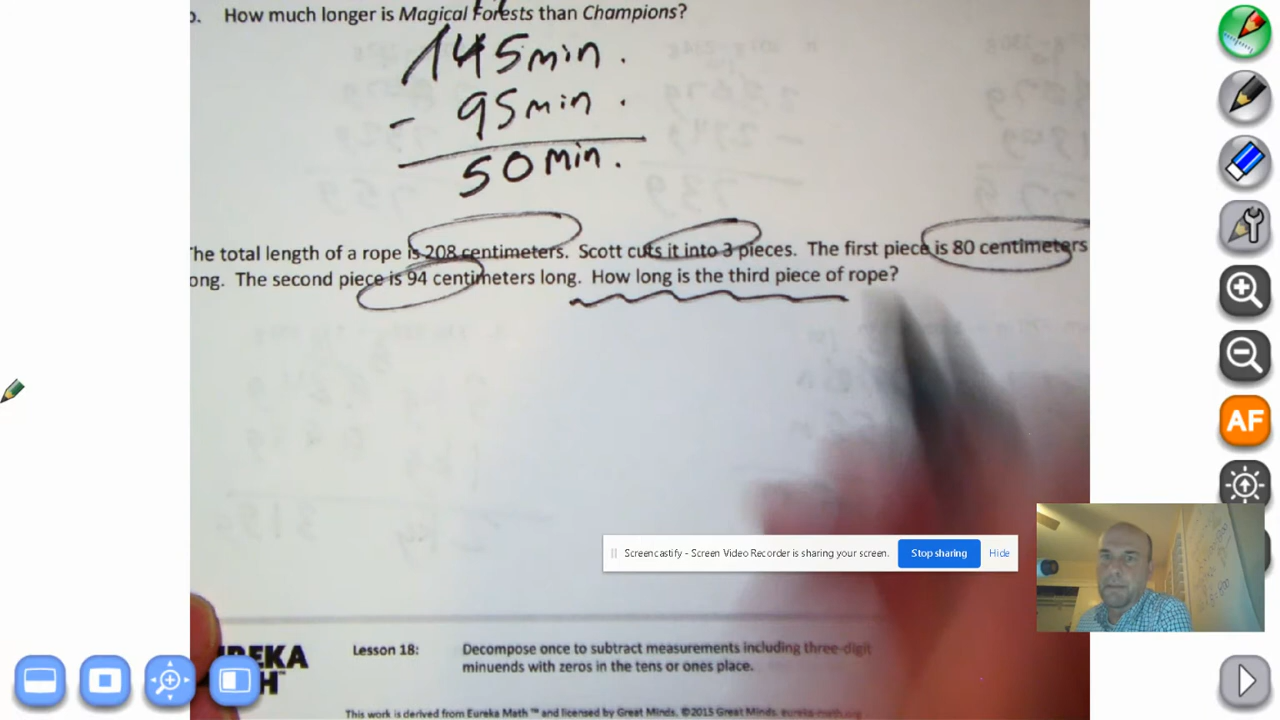 How much longer is Magical Forests than Champions?
145 min.
- 95 min.
50 min.
The total length of a rope is 208 centimeters. Scott cuts it into 3 pieces. The first piece is 80 centimeters
ong. The second piece is 94 centimeters long. How long is the third piece of rope?
AF
Screencastify - Screen Video Recorder is sharing your screen. Stop sharing Hide
Lesson 18: Decompose once to subtract measurements including three-digit
minuends with zeros in the tens or ones place.
This work is derived from Eureka Math™ and licensed by Great Minds. ©2015 Great Minds. eureka-math.org